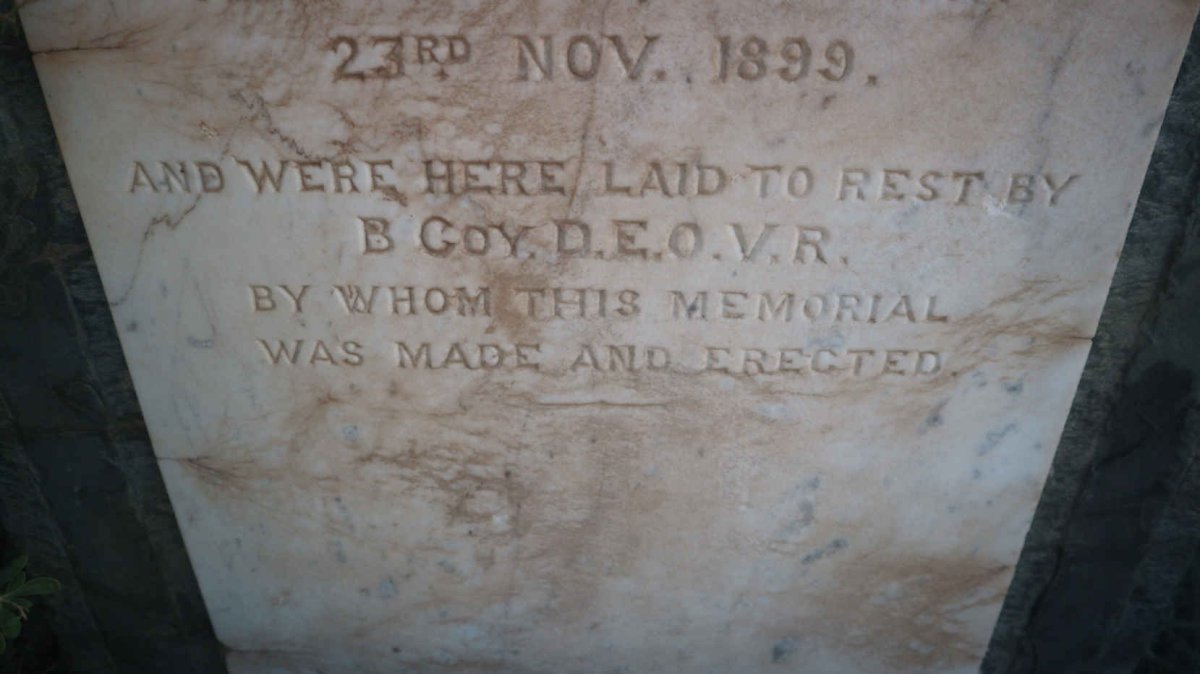 23RD NOV. 1899.
AND WERE HERE LAID TO REST BY
B COY. D.E.O.V.R.
BY WHOM THIS MEMORIAL
WAS MADE AND ERECTED.